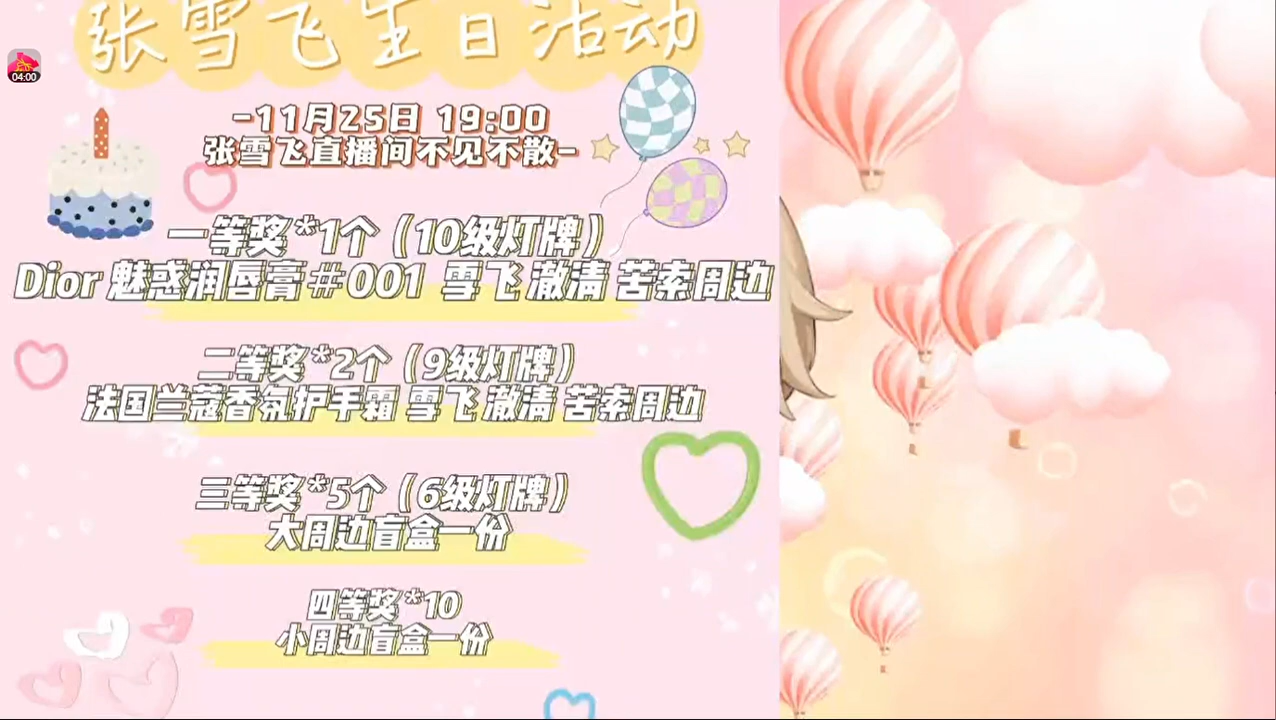 张雪飞生日活动
04:00
-11月25日 19:00
张雪飞直播间不见不散-
一等奖*1个（10级灯牌）
Dior 魅惑润唇膏#001 雪飞 澈清 苦索周边
二等奖*2个（9级灯牌）
法国兰蔻香氛护手霜 雪飞 澈清 苦索周边
三等奖*5个（6级灯牌）
大周边盲盒一份
四等奖*10
小周边盲盒一份